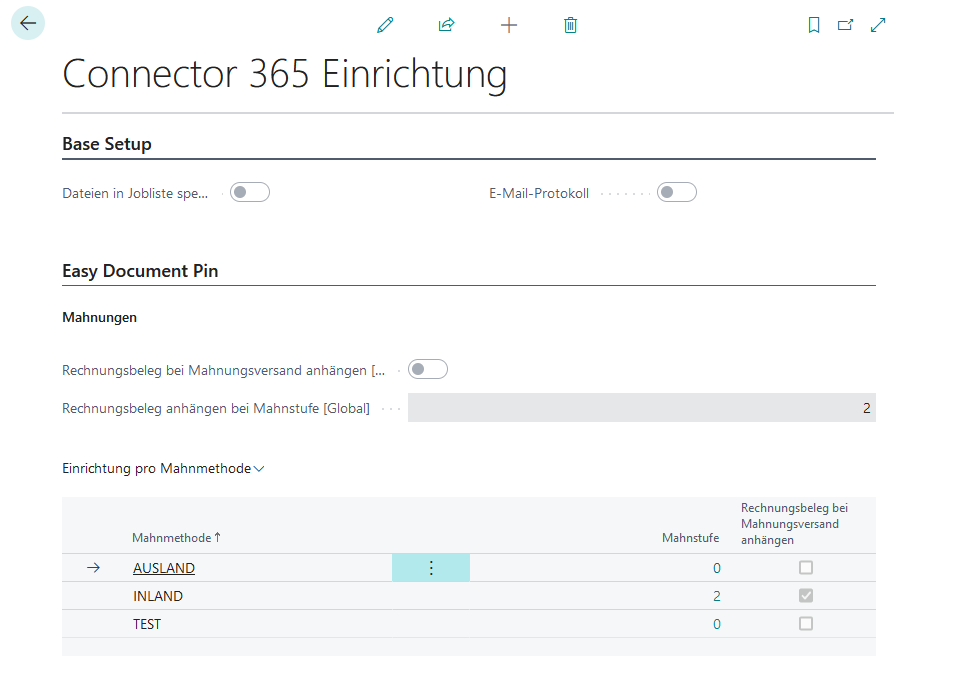 Connector 365 Einrichtung
Base Setup
Dateien in Jobliste spe...
E-Mail-Protokoll
Easy Document Pin
Mahnungen
Rechnungsbeleg bei Mahnungsversand anhängen [...
Rechnungsbeleg anhängen bei Mahnstufe [Global]
2
Einrichtung pro Mahnmethode
Mahnmethode ↑
Mahnstufe
Rechnungsbeleg bei
Mahnungsversand
anhängen
AUSLAND 0
INLAND 2
TEST 0